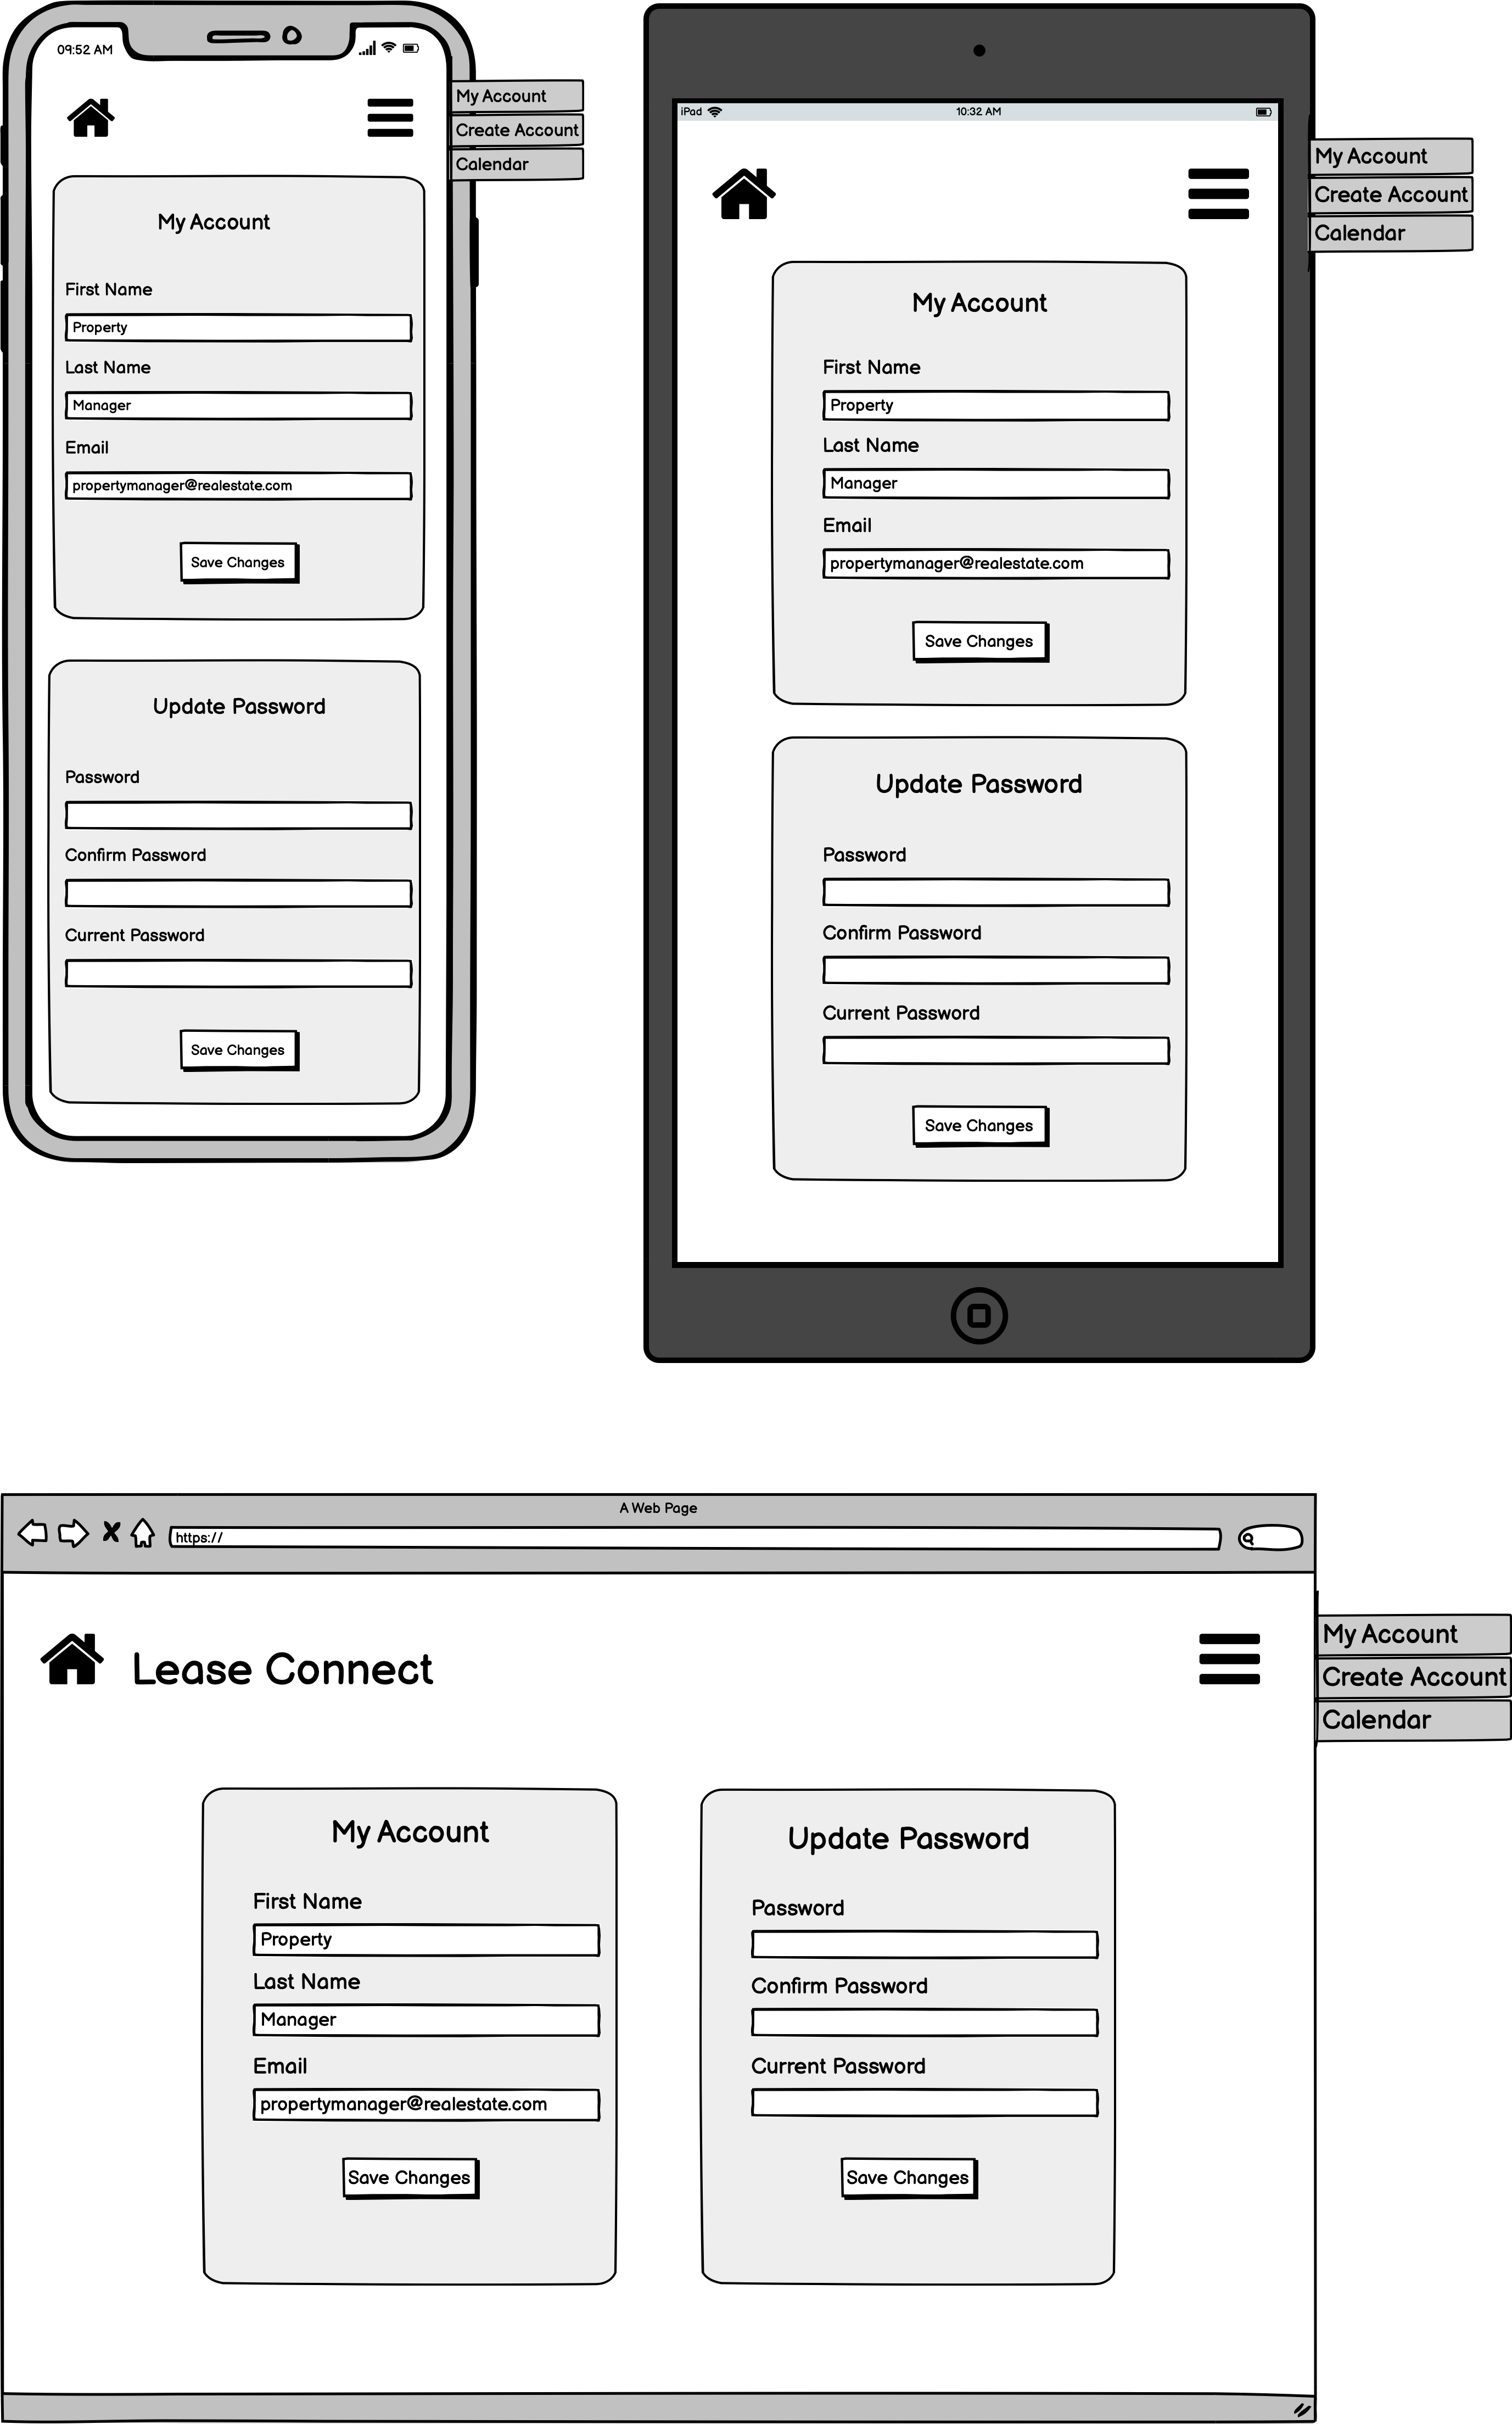 09:52 AM
My Account
Create Account
Calendar
My Account
First Name
Property
Last Name
Manager
Email
propertymanager@realestate.com
Save Changes
Update Password
Password
Confirm Password
Current Password
Save Changes
iPad
10:32 AM
My Account
Create Account
Calendar
My Account
First Name
Property
Last Name
Manager
Email
propertymanager@realestate.com
Save Changes
Update Password
Password
Confirm Password
Current Password
Save Changes
A Web Page
https://
Lease Connect
My Account
Create Account
Calendar
My Account
First Name
Property
Last Name
Manager
Email
propertymanager@realestate.com
Save Changes
Update Password
Password
Confirm Password
Current Password
Save Changes